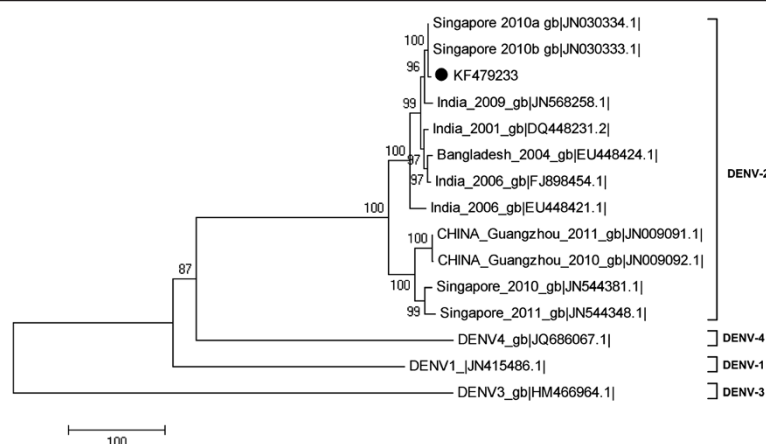 Singapore 2010a gb|JN030334.1|
100
Singapore 2010b gb|JN030333.1|
96
KF479233
99
India_2009_gb|JN568258.1|
India_2001_gb|DQ448231.2|
100
97
Bangladesh_2004_gb|EU448424.1|
DENV-2
97
India_2006_gb|FJ898454.1|
100
India_2006_gb|EU448421.1|
100
CHINA_Guangzhou_2011_gb|JN009091.1|
CHINA_Guangzhou_2010_gb|JN009092.1|
87
100
Singapore_2010_gb|JN544381.1|
99
Singapore_2011_gb|JN544348.1|
DENV4_gb|JQ686067.1|
DENV-4
DENV1_|JN415486.1|
DENV-1
DENV3_gb|HM466964.1|
DENV-3
100